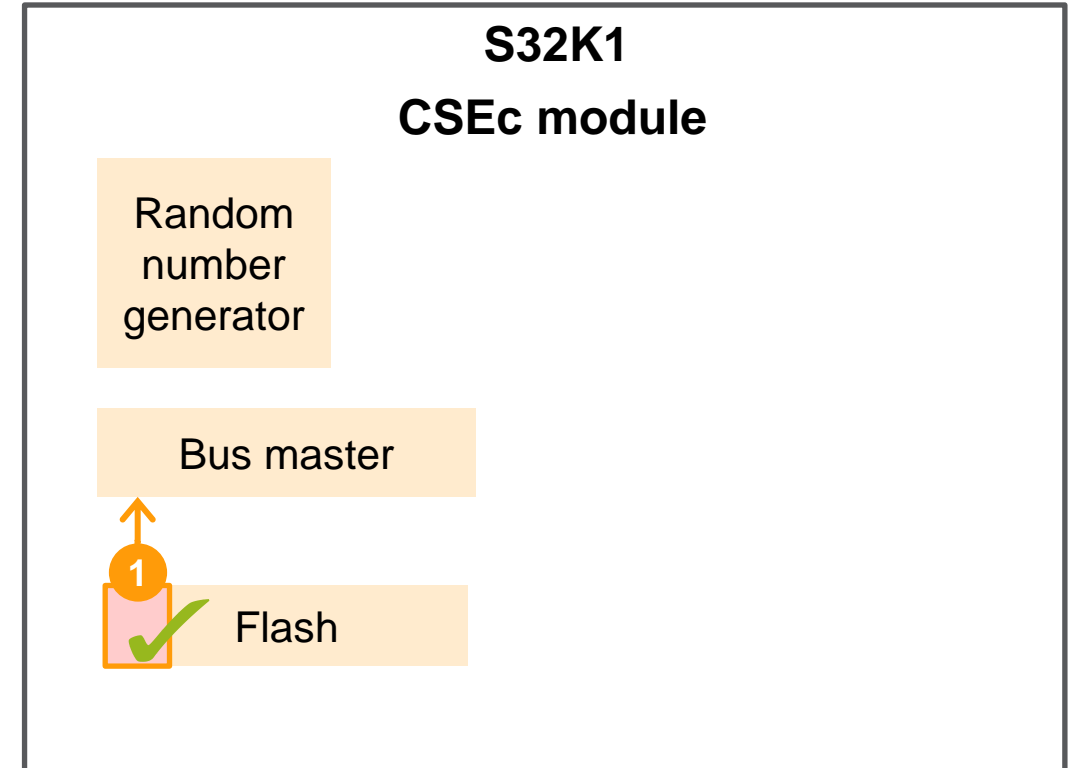 S32K1
CSEc module
Random
number
generator
Bus master
1
Flash